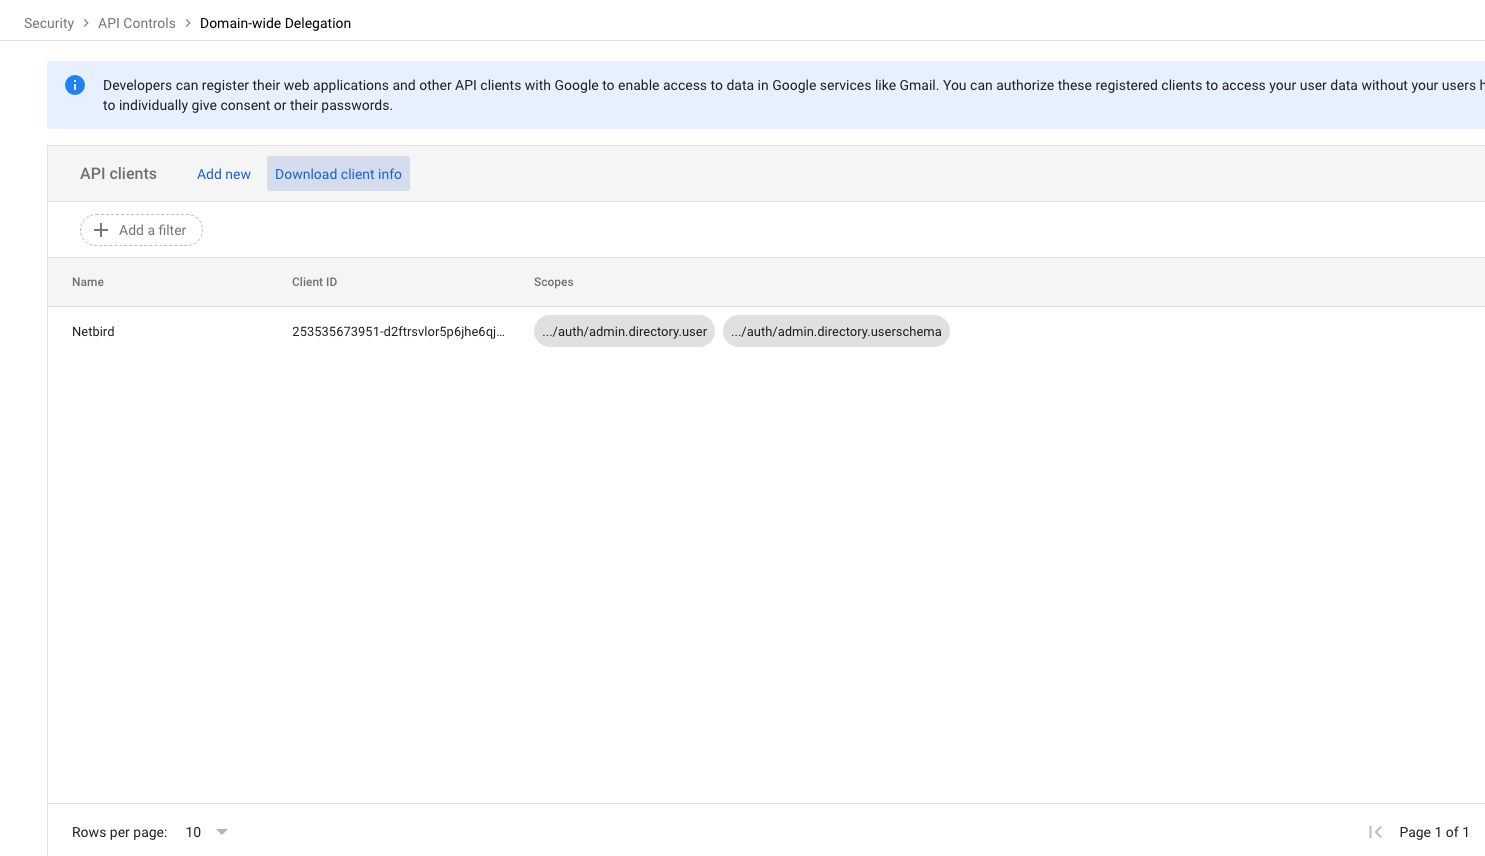 Security > API Controls > Domain-wide Delegation
Developers can register their web applications and other API clients with Google to enable access to data in Google services like Gmail. You can authorize these registered clients to access your user data without your users
to individually give consent or their passwords.
API clients Add new Download client info
Add a filter
Name Client ID Scopes
Netbird 253535673951-d2ftrsvlor5p6jhe6qj... .../auth/admin.directory.user .../auth/admin.directory.userschema
Rows per page: 10 Page 1 of 1